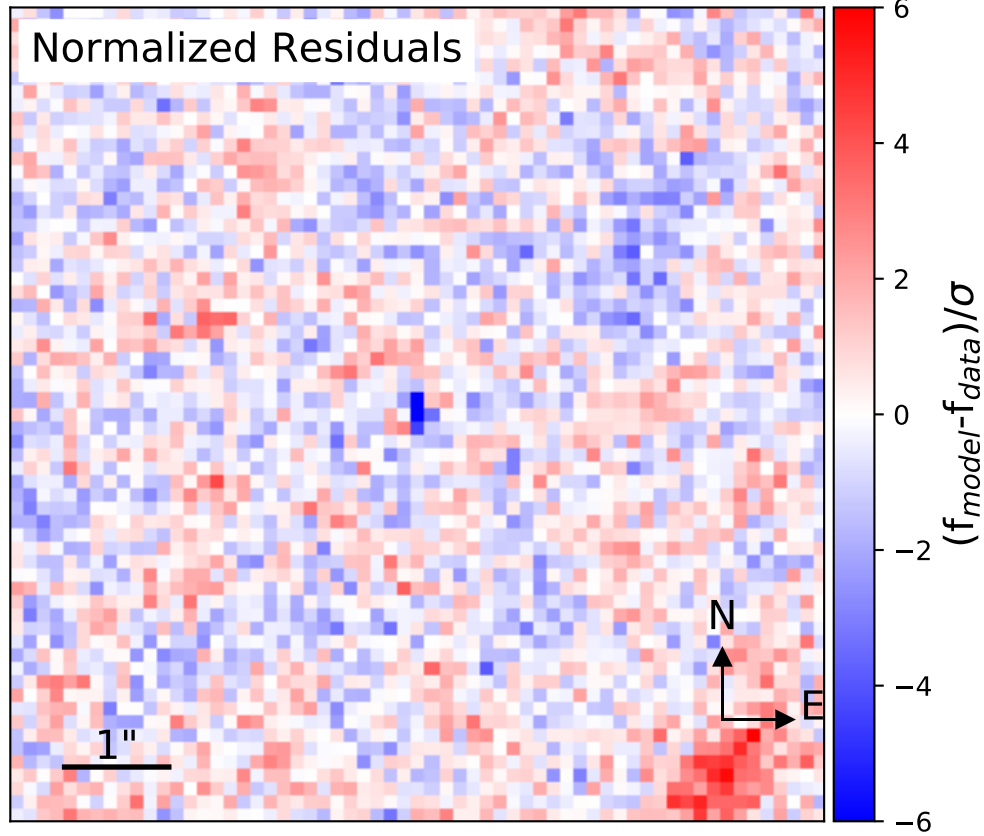 Normalized Residuals
6
4
2
0
−2
−4
−6
(f_model-f_data)/σ
N
E
1"